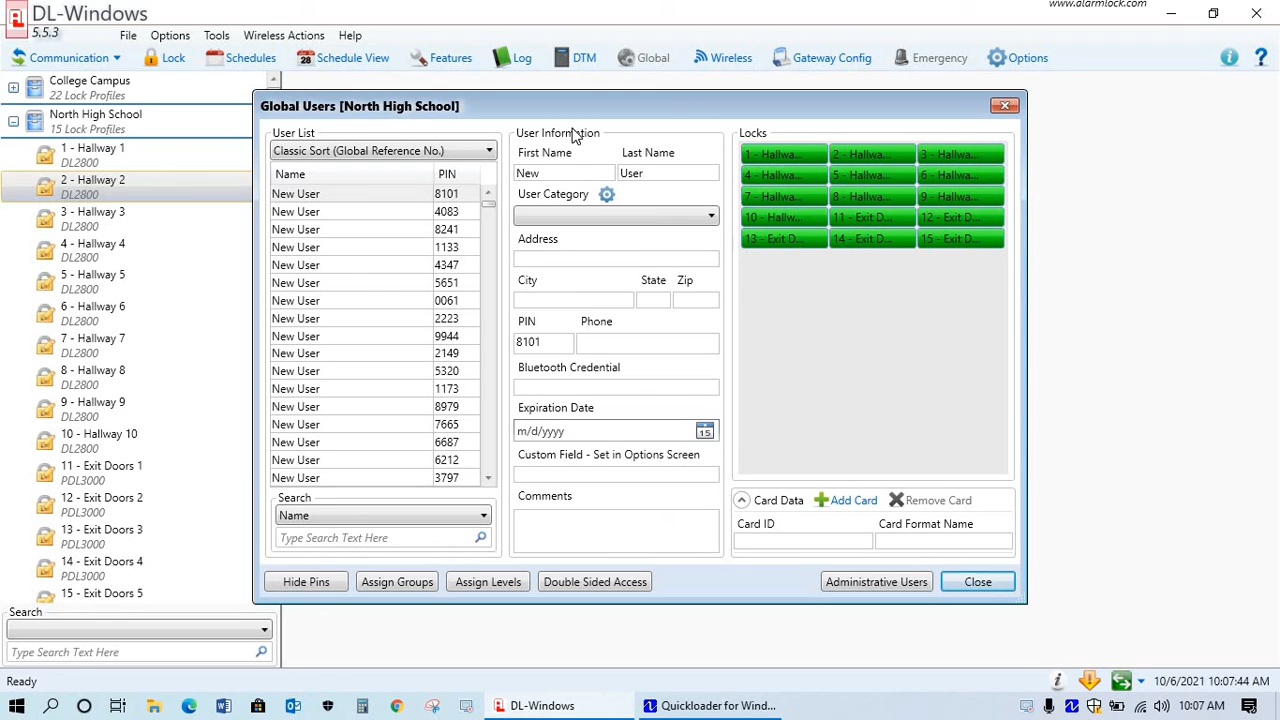 www.alarmlock.com
DL-Windows
5.5.3
File Options Tools Wireless Actions Help
Communication Lock Schedules 28 Schedule View Features Log DTM Global Wireless Gateway Config Emergency Options
College Campus
22 Lock Profiles
North High School
15 Lock Profiles
1 - Hallway 1
DL2800
2 - Hallway 2
DL2800
3 - Hallway 3
DL2800
4 - Hallway 4
DL2800
5 - Hallway 5
DL2800
6 - Hallway 6
DL2800
7 - Hallway 7
DL2800
8 - Hallway 8
DL2800
9 - Hallway 9
DL2800
10 - Hallway 10
DL2800
11 - Exit Doors 1
PDL3000
12 - Exit Doors 2
PDL3000
13 - Exit Doors 3
PDL3000
14 - Exit Doors 4
PDL3000
15 - Exit Doors 5
Search
Type Search Text Here
Global Users [North High School]
User List
Classic Sort (Global Reference No.)
Name PIN
New User 8101
New User 4083
New User 8241
New User 1133
New User 4347
New User 5651
New User 0061
New User 2223
New User 9944
New User 2149
New User 5320
New User 1173
New User 8979
New User 7665
New User 6687
New User 6212
New User 3797
Search
Name
Type Search Text Here
User Information
First Name Last Name
New User
User Category
Address
City State Zip
PIN Phone
8101
Bluetooth Credential
Expiration Date
m/d/yyyy 15
Custom Field - Set in Options Screen
Comments
Locks
1 - Hallwa... 2 - Hallwa... 3 - Hallwa...
4 - Hallwa... 5 - Hallwa... 6 - Hallwa...
7 - Hallwa... 8 - Hallwa... 9 - Hallwa...
10 - Hallw... 11 - Exit D... 12 - Exit D...
13 - Exit D... 14 - Exit D... 15 - Exit D...
Card Data Add Card Remove Card
Card ID Card Format Name
Hide Pins Assign Groups Assign Levels Double Sided Access Administrative Users Close
Ready 10/6/2021 10:07:44 AM
DL-Windows Quickloader for Wind... 10:07 AM